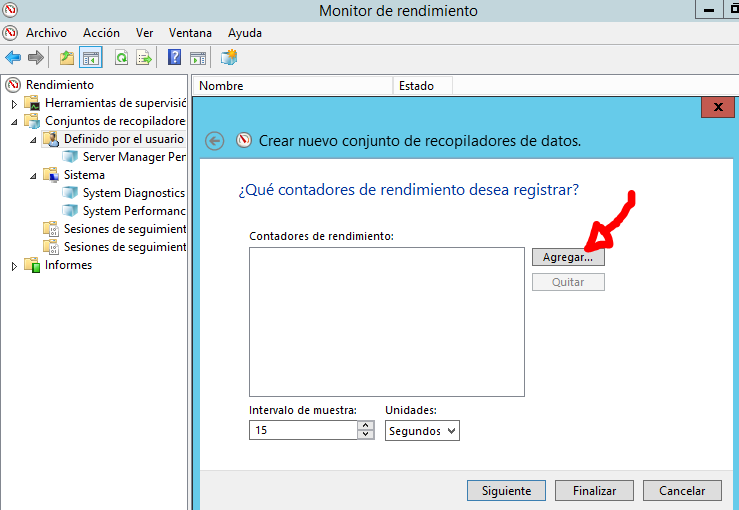 Monitor de rendimiento
Archivo Acción Ver Ventana Ayuda
Rendimiento
Herramientas de supervisió
Conjuntos de recopiladore
Definido por el usuario
Server Manager Per
Sistema
System Diagnostics
System Performanc
Sesiones de seguimient
Sesiones de seguimient
Informes
Nombre Estado
Crear nuevo conjunto de recopiladores de datos.
¿Qué contadores de rendimiento desea registrar?
Contadores de rendimiento:
Agregar...
Quitar
Intervalo de muestra: Unidades:
15 Segundos
Siguiente Finalizar Cancelar